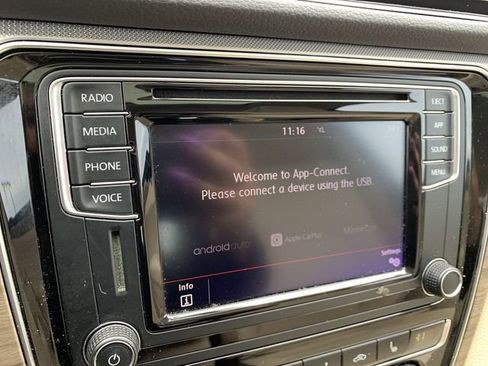 RADIO
MEDIA
PHONE
VOICE
EJECT
APP
SOUND
MENU
11:16
Welcome to App-Connect.
Please connect a device using the USB.
androidauto
Apple CarPlay
MirrorLink
Settings
Info